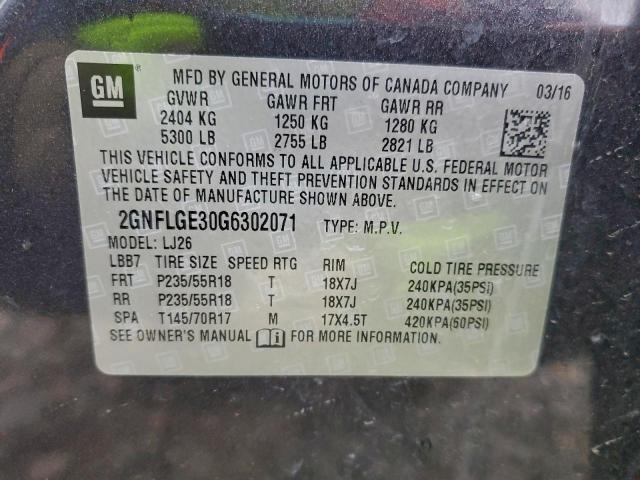 GM
MFD BY GENERAL MOTORS OF CANADA COMPANY 03/16
GVWR GAWR FRT GAWR RR
2404 KG 1250 KG 1280 KG
5300 LB 2755 LB 2821 LB
THIS VEHICLE CONFORMS TO ALL APPLICABLE U.S. FEDERAL MOTOR
VEHICLE SAFETY AND THEFT PREVENTION STANDARDS IN EFFECT ON
THE DATE OF MANUFACTURE SHOWN ABOVE.
2GNFLGE30G6302071 TYPE: M.P.V.
MODEL: LJ26
LBB7 TIRE SIZE SPEED RTG RIM COLD TIRE PRESSURE
FRT P235/55R18 T 18X7J 240KPA(35PSI)
RR P235/55R18 T 18X7J 240KPA(35PSI)
SPA T145/70R17 M 17X4.5T 420KPA(60PSI)
SEE OWNER'S MANUAL i FOR MORE INFORMATION.